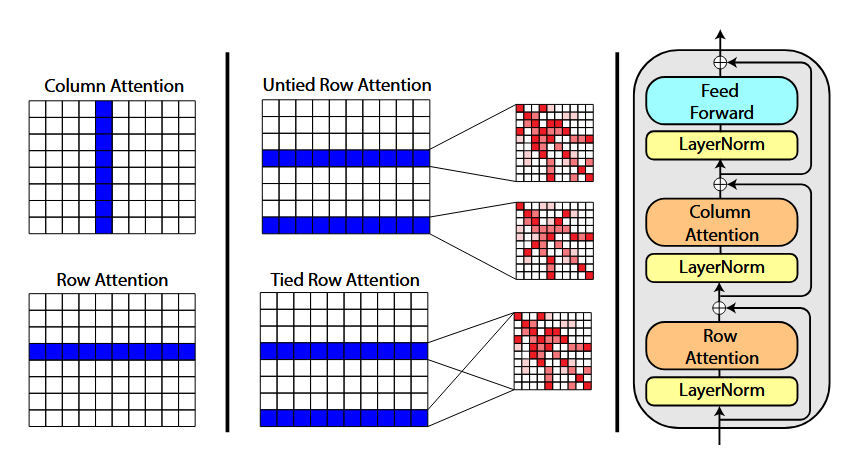 Column Attention
Row Attention
Untied Row Attention
Tied Row Attention
Feed
Forward
LayerNorm
Column
Attention
LayerNorm
Row
Attention
LayerNorm